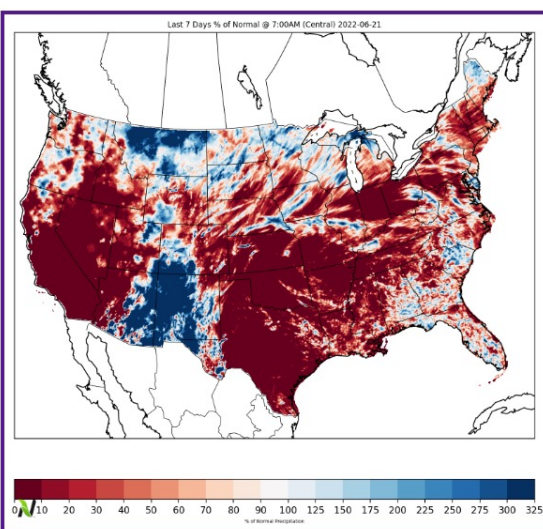 Last 7 Days % of Normal @ 7:00AM (Central) 2022-06-21
0 10 20 30 40 50 60 70 80 90 100 125 150 175 200 225 250 275 300 325
% of Normal Precipitation